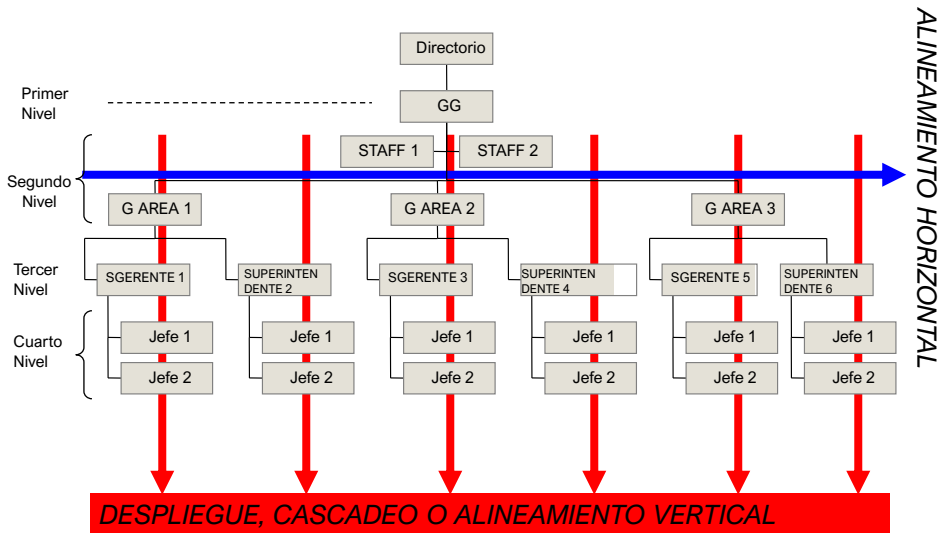 Directorio
ALINEAMIENTO HORIZONTAL
Primer
Nivel
GG
STAFF 1
STAFF 2
Segundo
Nivel
G AREA 1
G AREA 2
G AREA 3
Tercer
Nivel
SGERENTE 1
SUPERINTEN
DENTE 2
SGERENTE 3
SUPERINTEN
DENTE 4
SGERENTE 5
SUPERINTEN
DENTE 6
Cuarto
Nivel
Jefe 1
Jefe 1
Jefe 1
Jefe 1
Jefe 1
Jefe 1
Jefe 2
Jefe 2
Jefe 2
Jefe 2
Jefe 2
Jefe 2
DESPLIEGUE, CASCADEO O ALINEAMIENTO VERTICAL